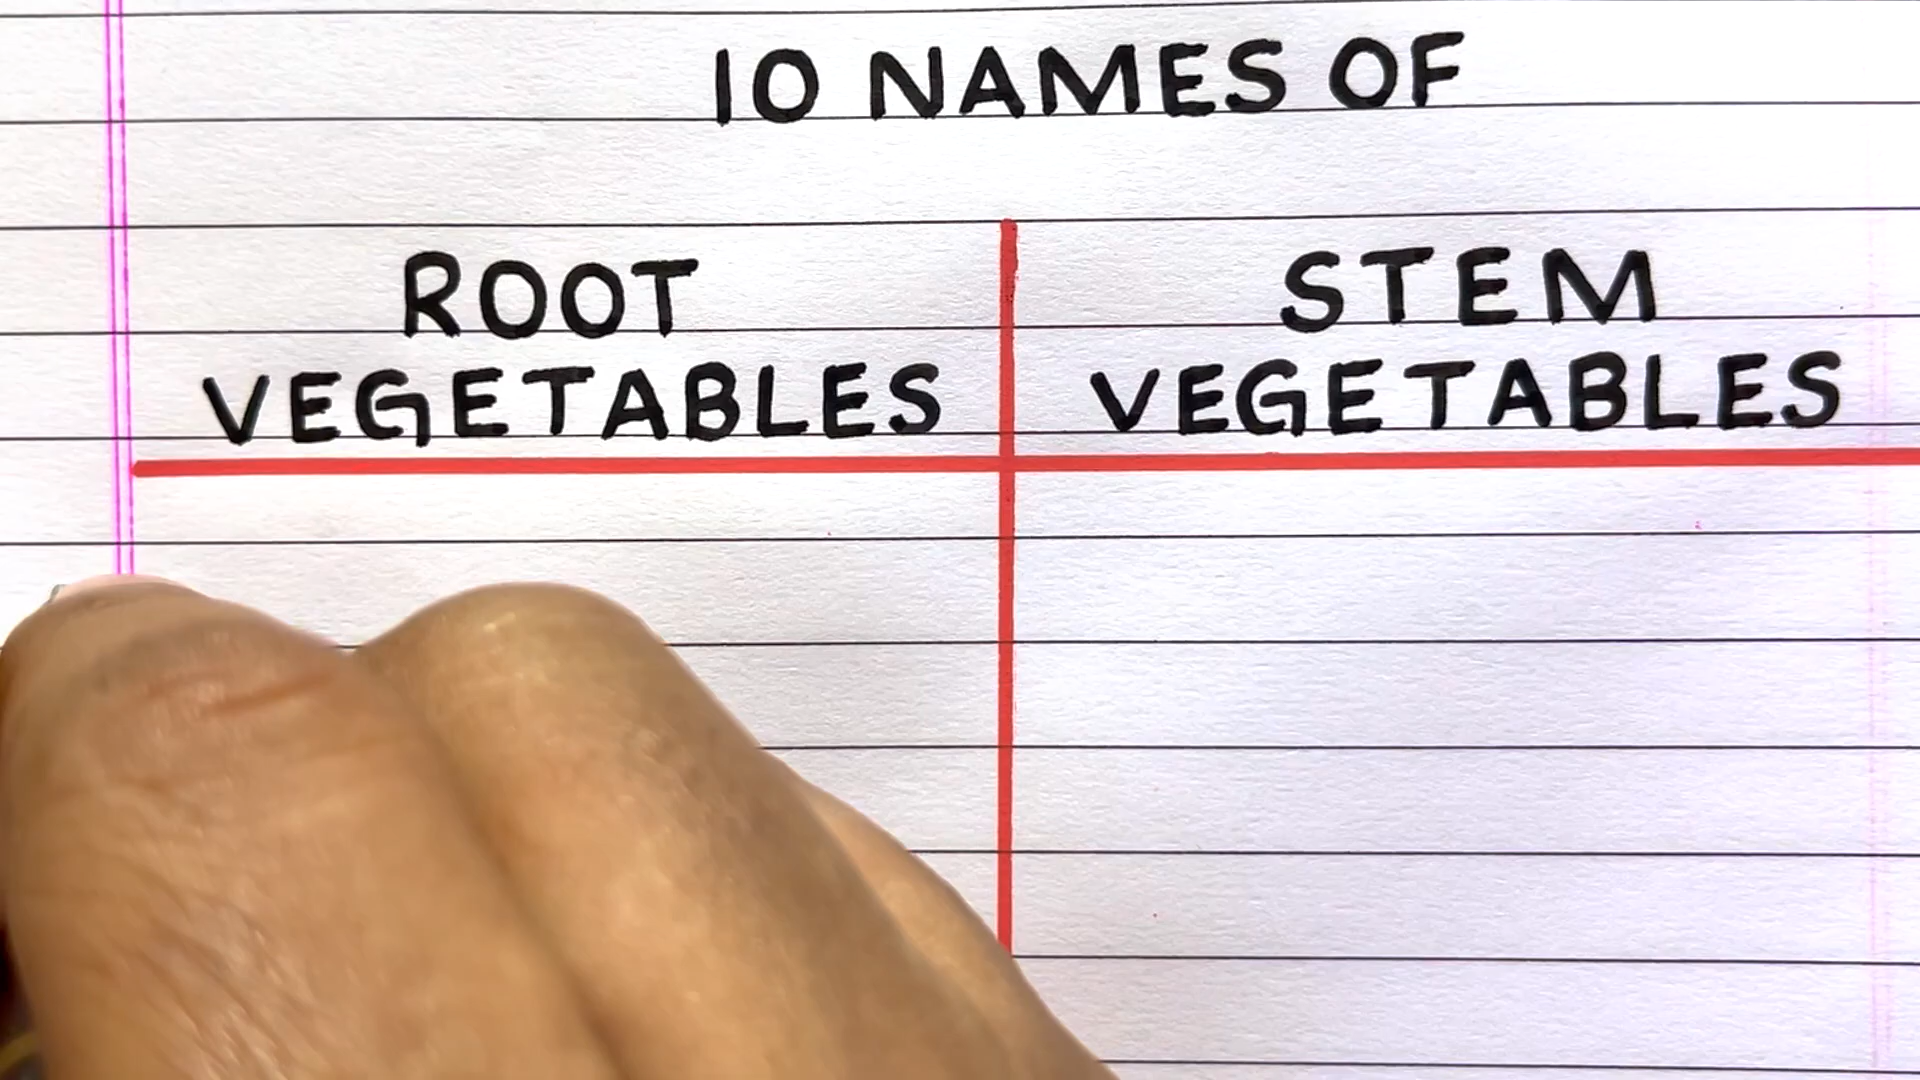 10 NAMES OF
ROOT
VEGETABLES
STEM
VEGETABLES